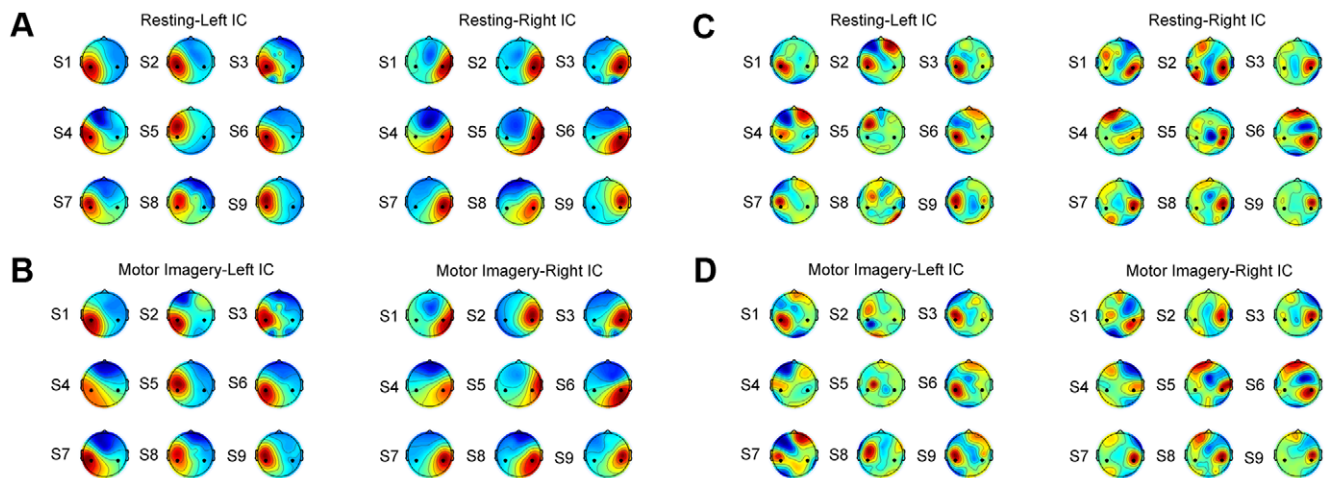 A
Resting-Left IC
Resting-Right IC
S1 S2 S3 S1 S2 S3
S4 S5 S6 S4 S5 S6
S7 S8 S9 S7 S8 S9
B
Motor Imagery-Left IC
Motor Imagery-Right IC
S1 S2 S3 S1 S2 S3
S4 S5 S6 S4 S5 S6
S7 S8 S9 S7 S8 S9
C
Resting-Left IC
Resting-Right IC
S1 S2 S3 S1 S2 S3
S4 S5 S6 S4 S5 S6
S7 S8 S9 S7 S8 S9
D
Motor Imagery-Left IC
Motor Imagery-Right IC
S1 S2 S3 S1 S2 S3
S4 S5 S6 S4 S5 S6
S7 S8 S9 S7 S8 S9